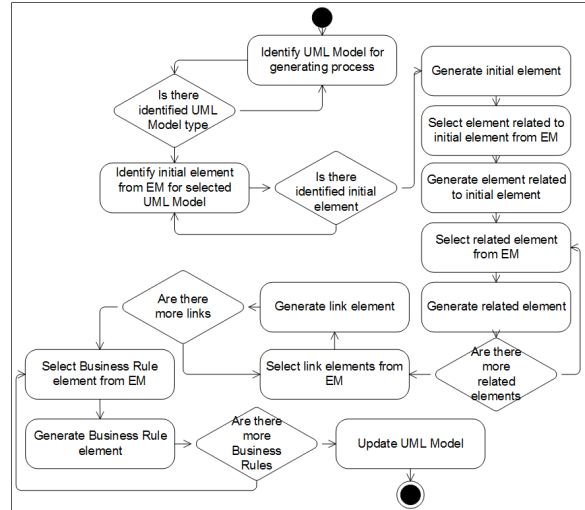 Identify UML Model for
generating process
Is there
identified UML
Model type
Identify initial element
from EM for selected
UML Model
Is there
identified initial
element
Generate initial element
Select element related to
initial element from EM
Generate element related
to initial element
Select related element
from EM
Generate related element
Are there
more
related
elements
Select link elements from
EM
Generate link element
Are there
more links
Select Business Rule
element from EM
Generate Business Rule
element
Are there
more
Business
Rules
Update UML Model